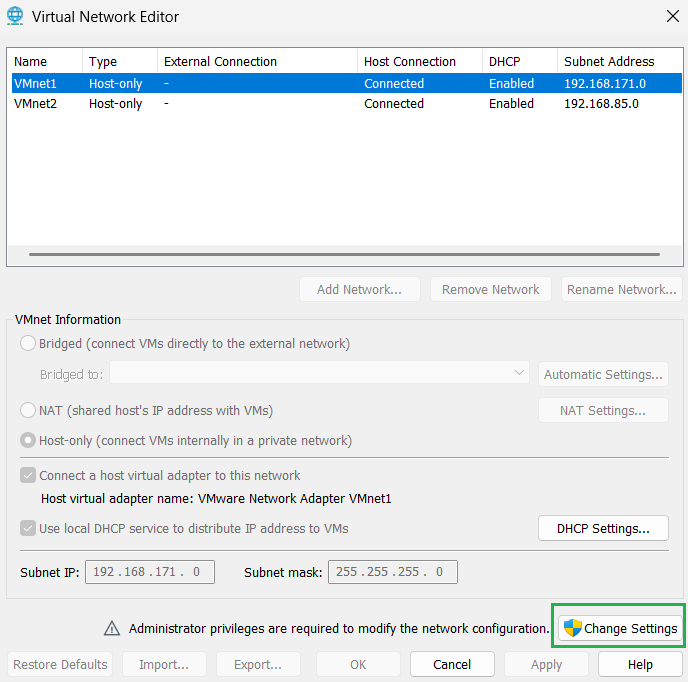 Virtual Network Editor
Name Type External Connection Host Connection DHCP Subnet Address
VMnet1 Host-only - Connected Enabled 192.168.171.0
VMnet2 Host-only - Connected Enabled 192.168.85.0
Add Network... Remove Network Rename Network...
VMnet Information
Bridged (connect VMs directly to the external network)
Bridged to: Automatic Settings...
NAT (shared host's IP address with VMs) NAT Settings...
Host-only (connect VMs internally in a private network)
Connect a host virtual adapter to this network
Host virtual adapter name: VMware Network Adapter VMnet1
Use local DHCP service to distribute IP address to VMs DHCP Settings...
Subnet IP: 192 . 168 . 171 . 0 Subnet mask: 255 . 255 . 255 . 0
Administrator privileges are required to modify the network configuration. Change Settings
Restore Defaults Import... Export... OK Cancel Apply Help